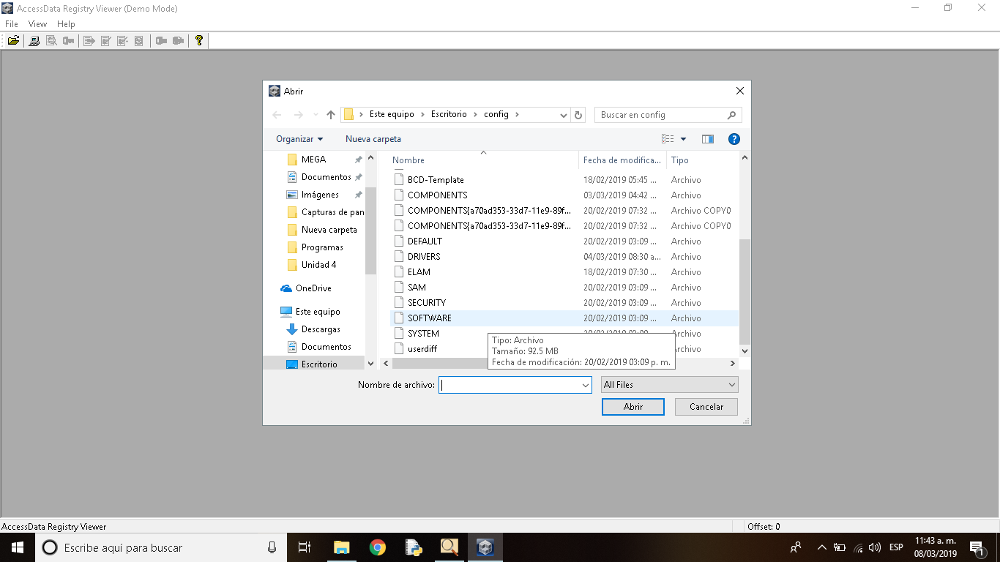 AccessData Registry Viewer (Demo Mode)
File View Help
Abrir
Este equipo > Escritorio > config >
Buscar en config
Organizar
Nueva carpeta
Nombre
Fecha de modifica...
Tipo
MEGA
Documentos
Imágenes
Capturas de pan
Nueva carpeta
Programas
Unidad 4
OneDrive
Este equipo
Descargas
Documentos
Escritorio
BCD-Template 18/02/2019 05:45 ... Archivo
COMPONENTS 03/03/2019 04:42 ... Archivo
COMPONENTS{a70ad353-33d7-11e9-89f... 20/02/2019 07:32 ... Archivo COPY0
COMPONENTS{a70ad353-33d7-11e9-89f... 20/02/2019 07:32 ... Archivo COPY0
DEFAULT 20/02/2019 03:09 ... Archivo
DRIVERS 04/03/2019 08:30 a... Archivo
ELAM 18/02/2019 07:30 ... Archivo
SAM 20/02/2019 03:09 ... Archivo
SECURITY 20/02/2019 03:09 ... Archivo
SOFTWARE 20/02/2019 03:09 ... Archivo
SYSTEM Archivo
userdiff
Tipo: Archivo
Tamaño: 92.5 MB
Fecha de modificación: 20/02/2019 03:09 p. m.
Nombre de archivo:
All Files
Abrir
Cancelar
AccessData Registry Viewer
Offset: 0
Escribe aquí para buscar
ESP
11:43 a. m.
08/03/2019
1